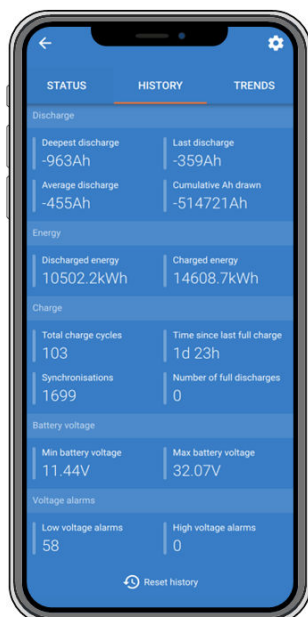 STATUS HISTORY TRENDS
Discharge
Deepest discharge Last discharge
-963Ah -359Ah
Average discharge Cumulative Ah drawn
-455Ah -514721Ah
Energy
Discharged energy Charged energy
10502.2kWh 14608.7kWh
Charge
Total charge cycles Time since last full charge
103 1d 23h
Synchronisations Number of full discharges
1699 0
Battery voltage
Min battery voltage Max battery voltage
11.44V 32.07V
Voltage alarms
Low voltage alarms High voltage alarms
58 0
Reset history